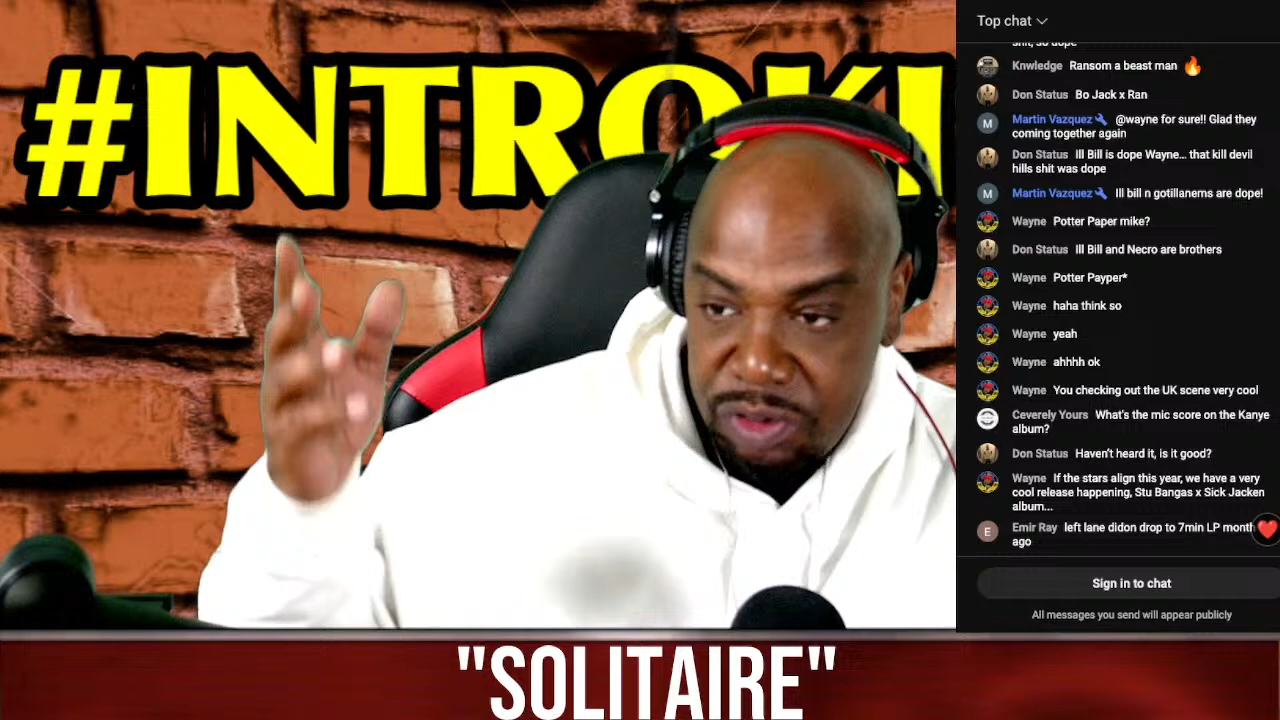 #INTROKI
Top chat
shit, so dope
Knwledge Ransom a beast man
Don Status Bo Jack x Ran
Martin Vazquez @wayne for sure!! Glad they
coming together again
Don Status Ill Bill is dope Wayne... that kill devil
hills shit was dope
M
Martin Vazquez Ill bill n gotillanems are dope!
M
Wayne Potter Paper mike?
Don Status Ill Bill and Necro are brothers
Wayne Potter Payper*
Wayne haha think so
Wayne yeah
Wayne ahhhh ok
Wayne You checking out the UK scene very cool
Ceverely Yours What's the mic score on the Kanye
album?
Don Status Haven't heard it, is it good?
Wayne If the stars align this year, we have a very
cool release happening, Stu Bangas x Sick Jacken
album...
E
Emir Ray left lane didon drop to 7min LP month
ago
Sign in to chat
All messages you send will appear publicly
"SOLITAIRE"